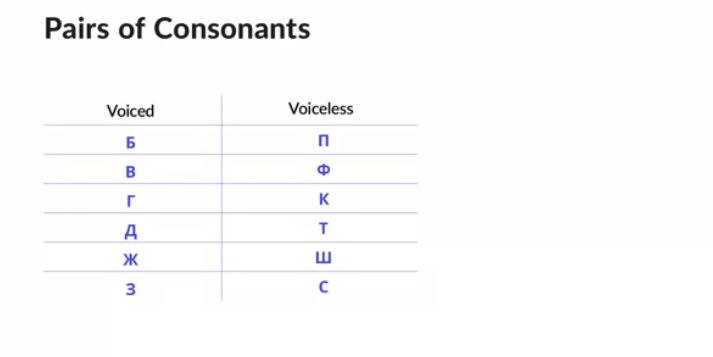 Pairs of Consonants
Voiced Voiceless
Б П
В Ф
Г К
Д Т
Ж Ш
З С